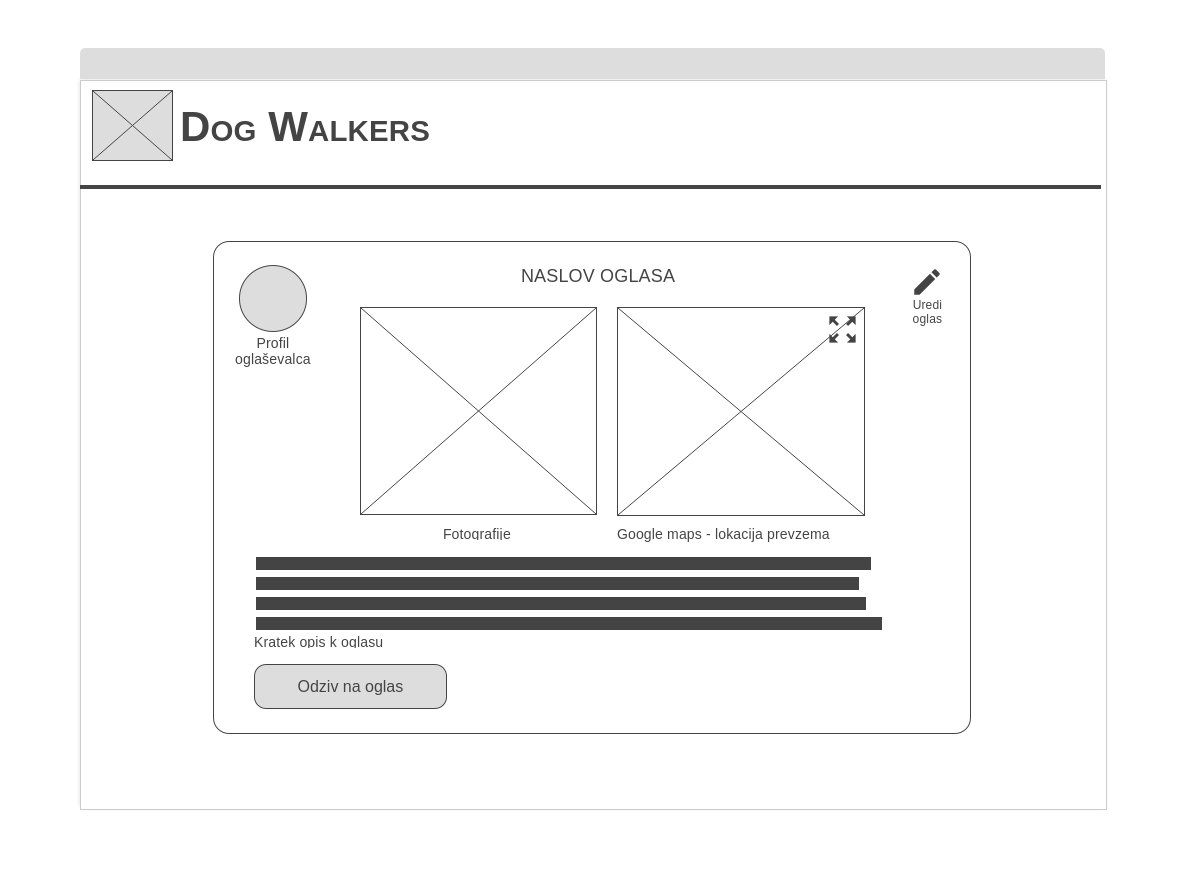 Dog Walkers
NASLOV OGLASA
Profil
oglaševalca
Uredi
oglas
Fotografije
Google maps - lokacija prevzema
Kratek opis k oglasu
Odziv na oglas